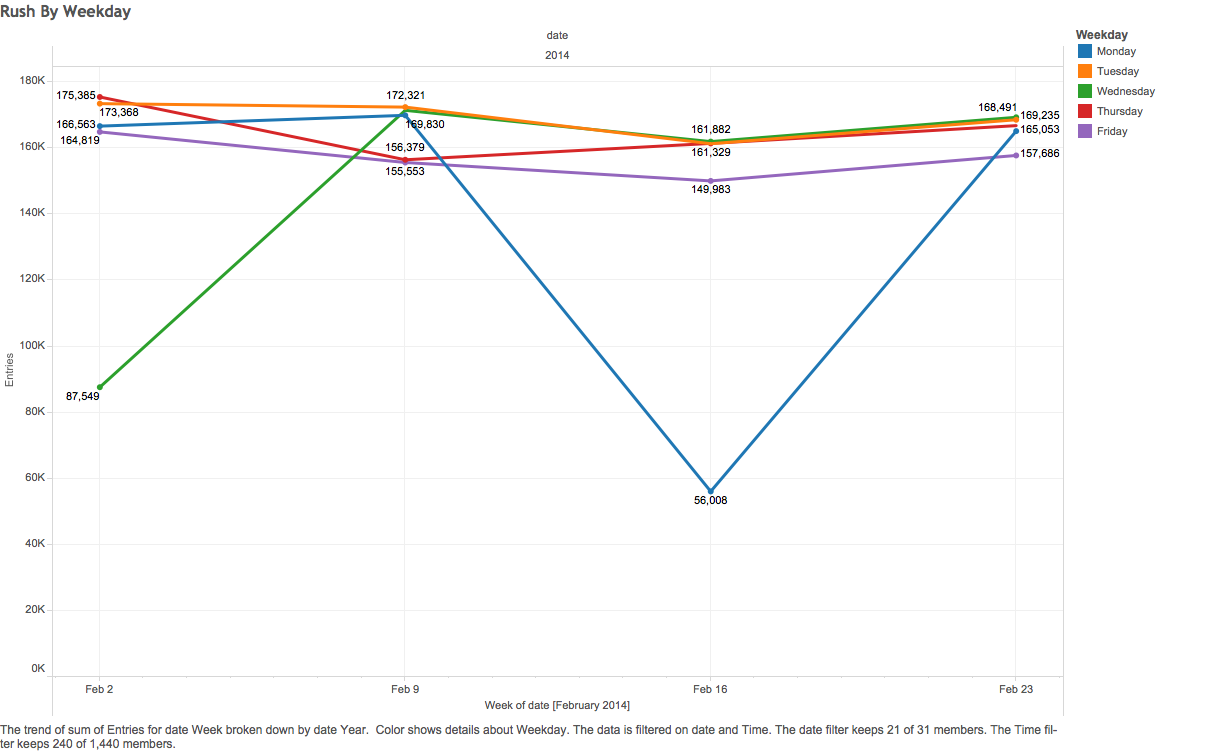 Rush By Weekday
date
2014
Weekday
Monday
Tuesday
Wednesday
Thursday
Friday
180K
160K
140K
120K
100K
80K
60K
40K
20K
0K
Entries
175,385
173,368
166,563
164,819
87,549
172,321
169,830
156,379
155,553
161,882
161,329
149,983
56,008
168,491
169,235
165,053
157,686
Feb 2
Feb 9
Feb 16
Feb 23
Week of date [February 2014]
The trend of sum of Entries for date Week broken down by date Year.  Color shows details about Weekday. The data is filtered on date and Time. The date filter keeps 21 of 31 members. The Time fil-
ter keeps 240 of 1,440 members.